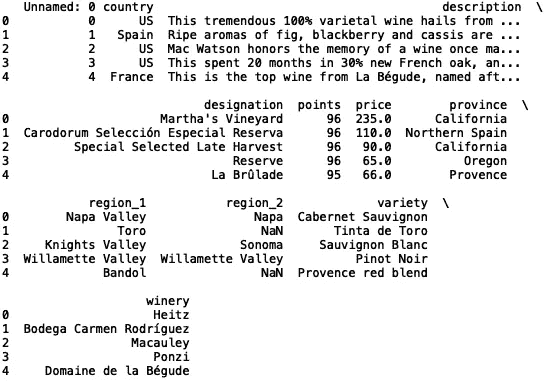 Unnamed: 0 country description \
0 0 US This tremendous 100% varietal wine hails from ...
1 1 Spain Ripe aromas of fig, blackberry and cassis are ...
2 2 US Mac Watson honors the memory of a wine once ma...
3 3 US This spent 20 months in 30% new French oak, an...
4 4 France This is the top wine from La Bégude, named aft...
designation points price province \
0 Martha's Vineyard 96 235.0 California
1 Carodorum Selección Especial Reserva 96 110.0 Northern Spain
2 Special Selected Late Harvest 96 90.0 California
3 Reserve 96 65.0 Oregon
4 La Brûlade 95 66.0 Provence
region_1 region_2 variety \
0 Napa Valley Napa Cabernet Sauvignon
1 Toro NaN Tinta de Toro
2 Knights Valley Sonoma Sauvignon Blanc
3 Willamette Valley Willamette Valley Pinot Noir
4 Bandol NaN Provence red blend
winery
0 Heitz
1 Bodega Carmen Rodríguez
2 Macauley
3 Ponzi
4 Domaine de la Bégude